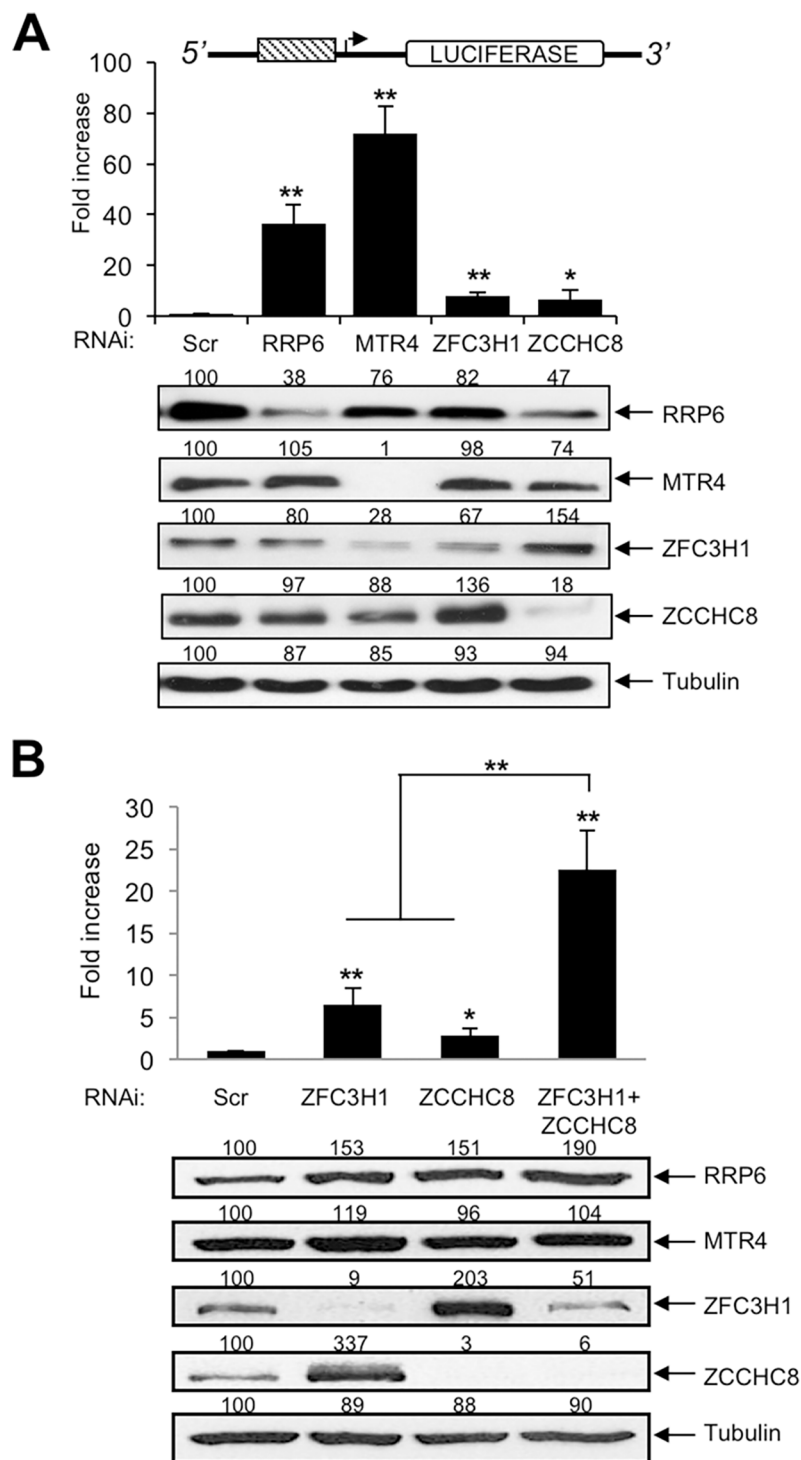 A
5’ LUCIFERASE 3’
Fold increase
100
80
60
40
20
0
** ** ** *
RNAi: Scr RRP6 MTR4 ZFC3H1 ZCCHC8
100 38 76 82 47
RRP6
100 105 1 98 74
MTR4
100 80 28 67 154
ZFC3H1
100 97 88 136 18
ZCCHC8
100 87 85 93 94
Tubulin
B
Fold increase
30
25
20
15
10
5
0
**
** * **
RNAi: Scr ZFC3H1 ZCCHC8 ZFC3H1+
ZCCHC8
100 153 151 190
RRP6
100 119 96 104
MTR4
100 9 203 51
ZFC3H1
100 337 3 6
ZCCHC8
100 89 88 90
Tubulin